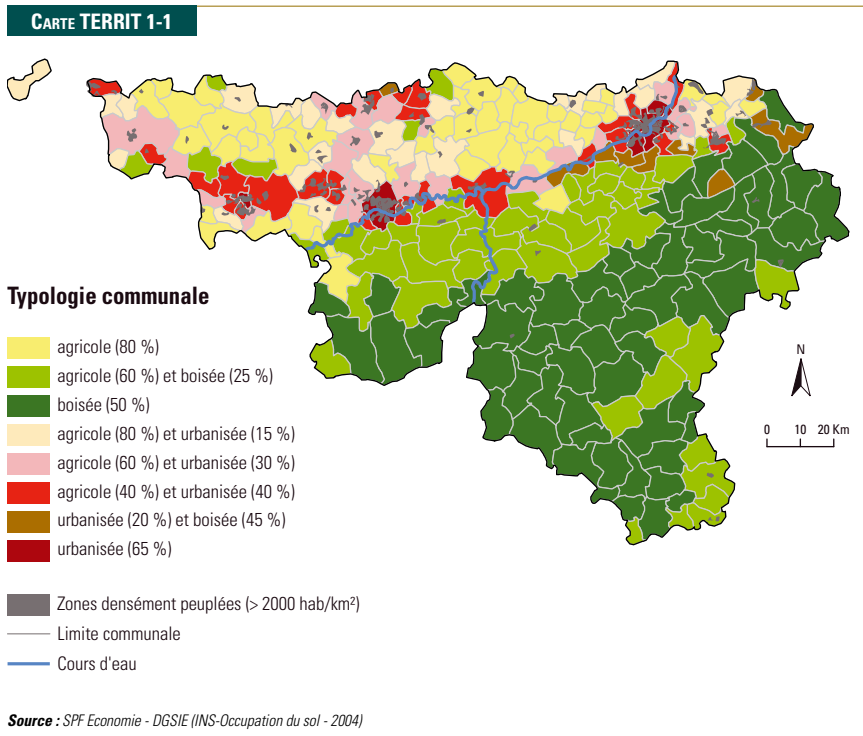 CARTE TERRIT 1-1
Typologie communale
agricole (80 %)
agricole (60 %) et boisée (25 %)
boisée (50 %)
agricole (80 %) et urbanisée (15 %)
agricole (60 %) et urbanisée (30 %)
agricole (40 %) et urbanisée (40 %)
urbanisée (20 %) et boisée (45 %)
urbanisée (65 %)
Zones densément peuplées (> 2000 hab/km²)
Limite communale
Cours d'eau
N
0 10 20 Km
Source : SPF Economie - DGSIE (INS-Occupation du sol - 2004)